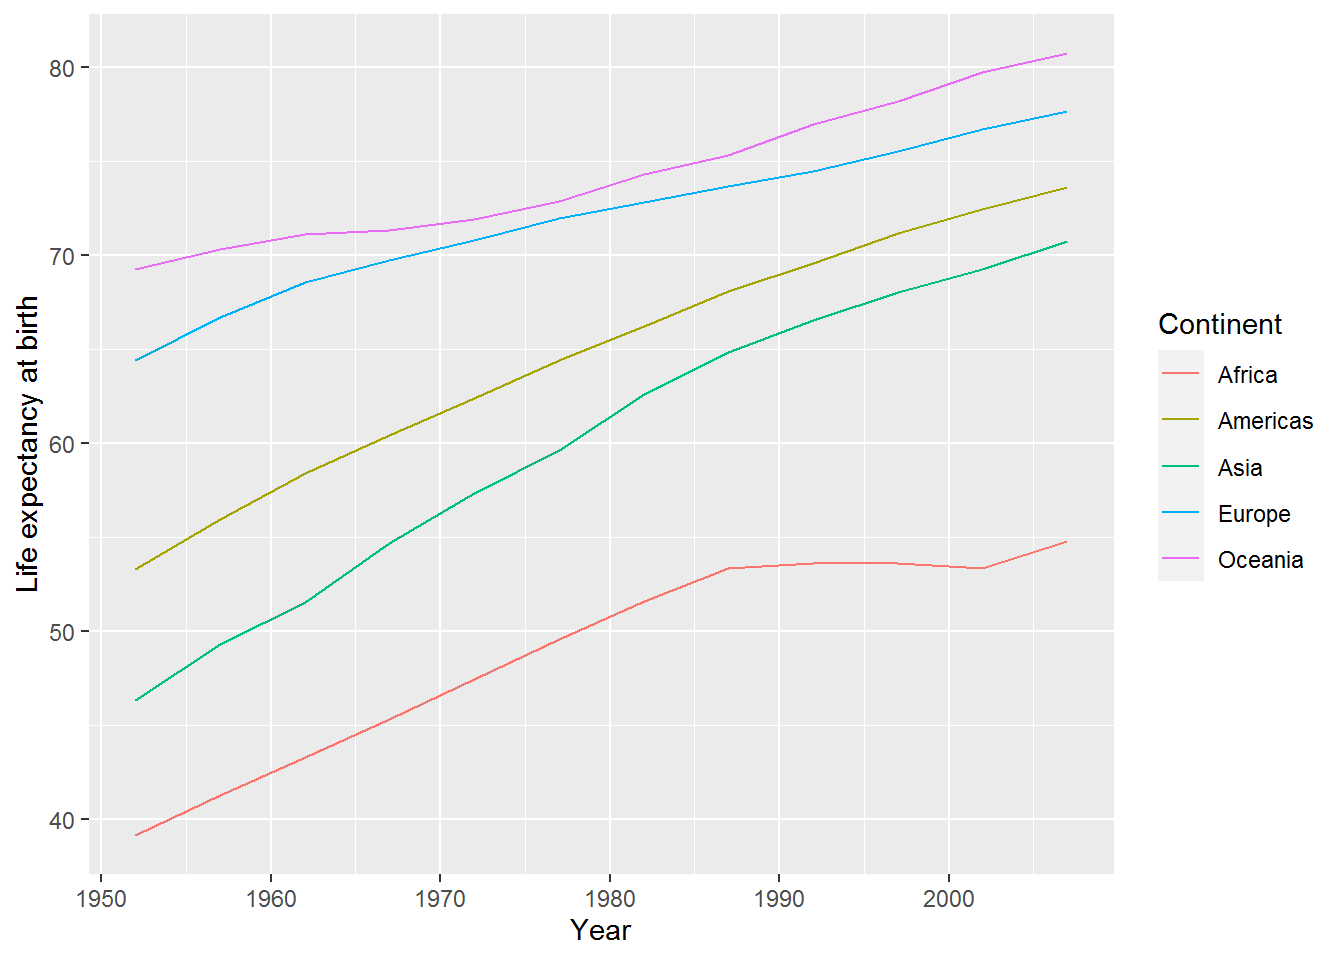 80
70
60
50
40
Life expectancy at birth
1950 1960 1970 1980 1990 2000
Year
Continent
Africa
Americas
Asia
Europe
Oceania